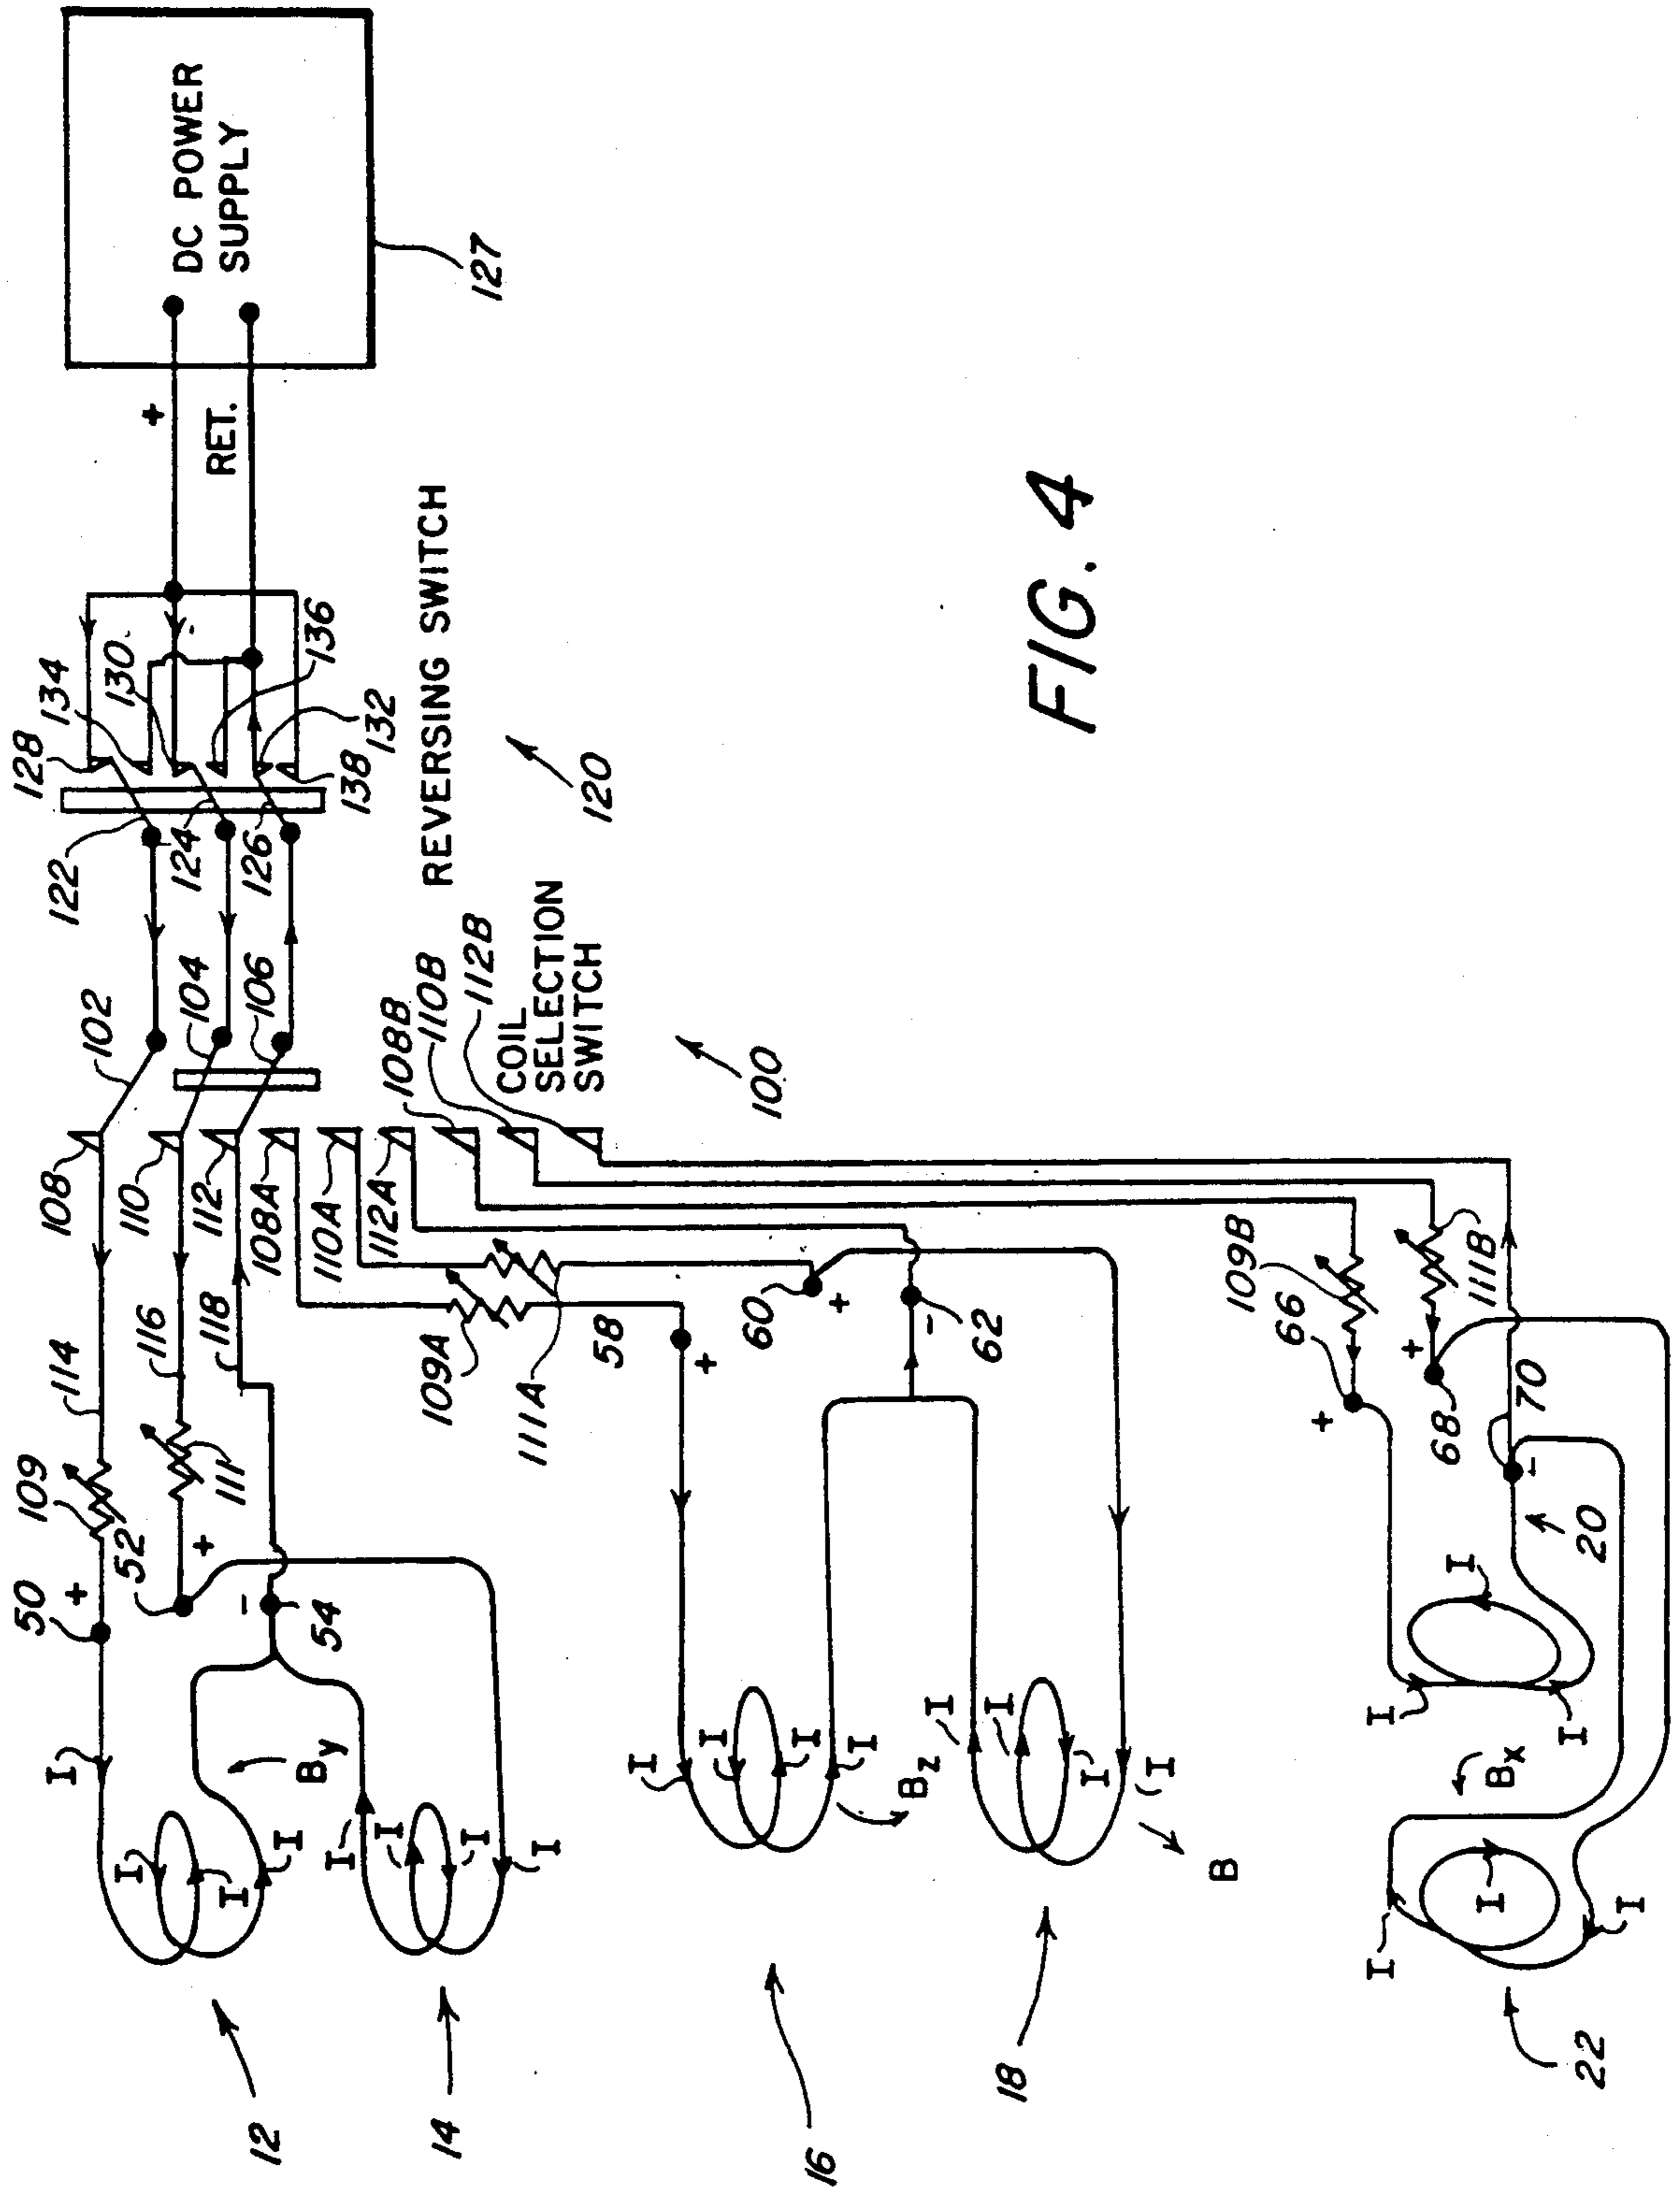 DC POWER
SUPPLY
127
+
RET.
128
134
130
136
132
138
122
124
126
REVERSING SWITCH
120
102
104
106
108
110
112
108A
110A
112A
108B
110B
112B
COIL
SELECTION
SWITCH
100
114
116
118
109
111
109A
111A
109B
111B
50
+
52
+
54
-
58
+
60
+
62
-
66
+
68
+
70
-
I
I
I
I
By
I
I
I
I
I
I
I
I
Bz
I
I
I
I
B
I
I
I
Bx
I
I
I
12
14
16
18
20
22
FIG. 4